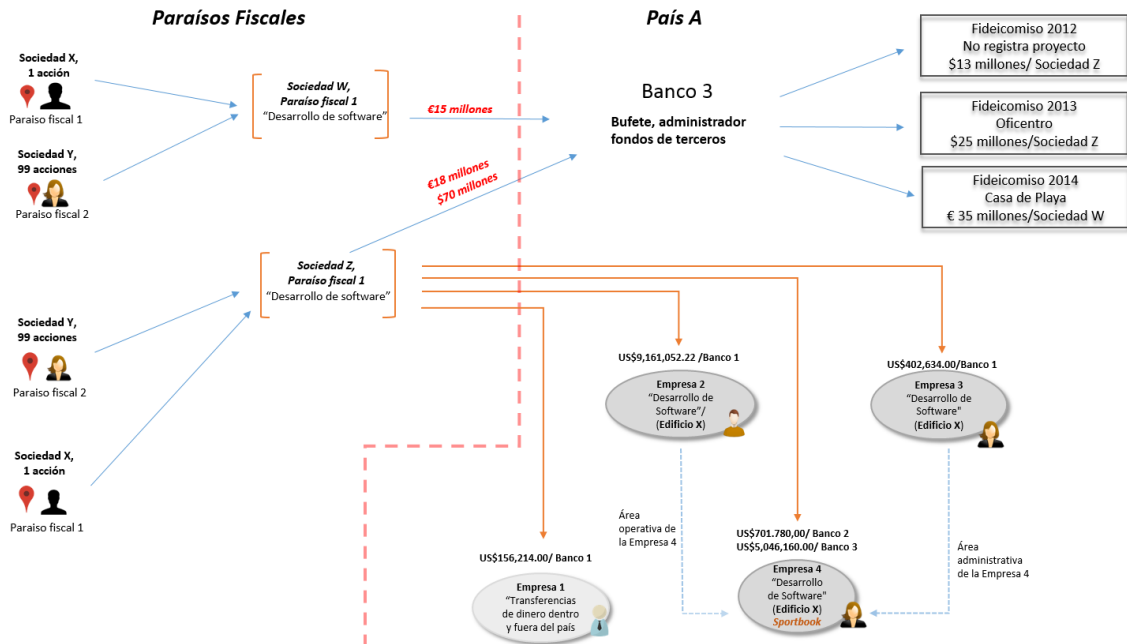 Paraísos Fiscales
País A
Sociedad X,
1 acción
Paraiso fiscal 1
Sociedad Y,
99 acciones
Paraiso fiscal 2
Sociedad W,
Paraíso fiscal 1
“Desarrollo de software”
€15 millones
€18 millones
$70 millones
Banco 3
Bufete, administrador
fondos de terceros
Fideicomiso 2012
No registra proyecto
$13 millones/ Sociedad Z
Fideicomiso 2013
Oficentro
$25 millones/Sociedad Z
Fideicomiso 2014
Casa de Playa
€ 35 millones/Sociedad W
Sociedad Z,
Paraíso fiscal 1
“Desarrollo de software”
Sociedad Y,
99 acciones
Paraiso fiscal 2
Sociedad X,
1 acción
Paraiso fiscal 1
US$9,161,052.22 /Banco 1
Empresa 2
“Desarrollo de
Software”/
(Edificio X)
US$402,634.00/Banco 1
Empresa 3
“Desarrollo de
Software"
Área
operativa de
la Empresa 4
US$701.780,00/ Banco 2
US$5,046,160.00/ Banco 3
Empresa 4
“Desarrollo
de Software"
(Edificio X)
Sportbook
Área
administrativa
de la Empresa 4
US$156,214.00/ Banco 1
Empresa 1
“Transferencias
de dinero dentro
y fuera del país